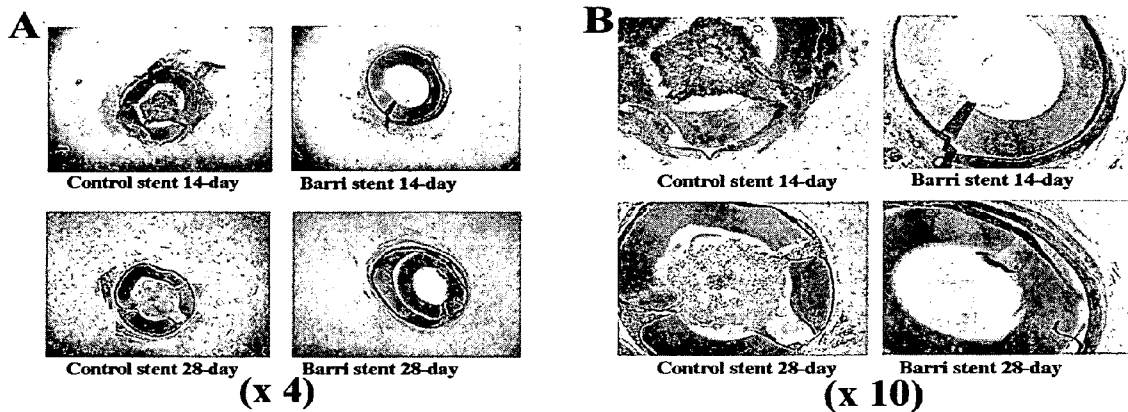 A
B
Control stent 14-day
Barri stent 14-day
Control stent 14-day
Barri stent 14-day
Control stent 28-day
Barri stent 28-day
Control stent 28-day
Barri stent 28-day
(x 4)
(x 10)